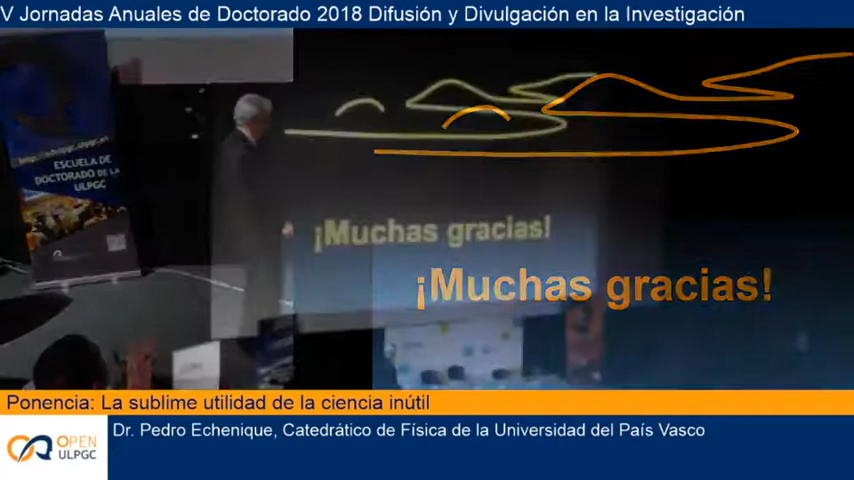 V Jornadas Anuales de Doctorado 2018 Difusión y Divulgación en la Investigación
ESCUELA DE
DOCTORADO DE LA
ULPGC
¡Muchas gracias!
¡Muchas gracias!
Ponencia: La sublime utilidad de la ciencia inútil
OPEN
ULPGC
Dr. Pedro Echenique, Catedrático de Física de la Universidad del País Vasco